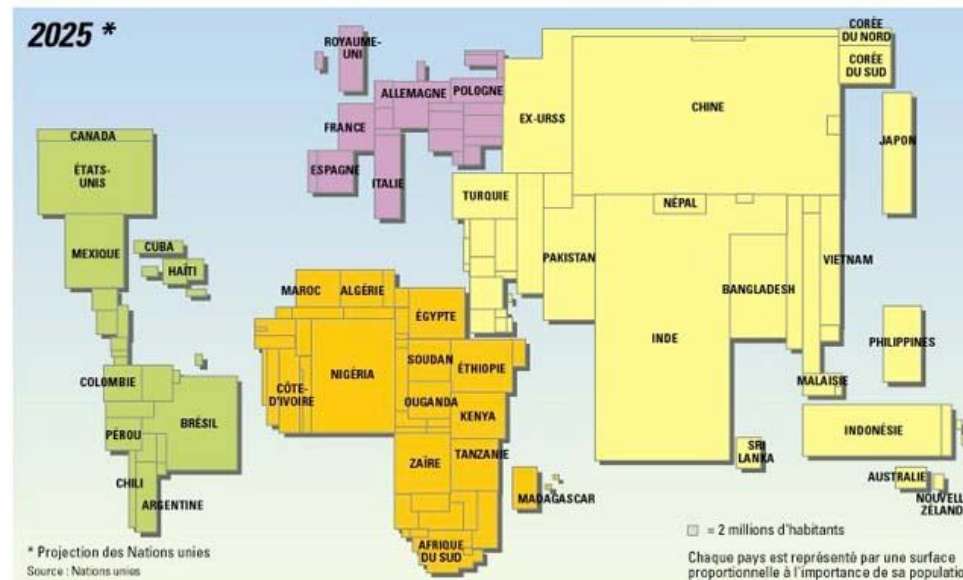 2025 *
ROYAUME-
UNI
ALLEMAGNE
POLOGNE
FRANCE
ESPAGNE
ITALIE
EX-URSS
CHINE
CORÉE
DU NORD
CORÉE
DU SUD
JAPON
CANADA
ÉTATS-
UNIS
MEXIQUE
CUBA
HAÏTI
TURQUIE
NÉPAL
PAKISTAN
BANGLADESH
VIETNAM
INDE
PHILIPPINES
MALAISIE
MAROC
ALGÉRIE
ÉGYPTE
SOUDAN
ÉTHIOPIE
NIGÉRIA
CÔTE-
D'IVOIRE
OUGANDA
KENYA
ZAÏRE
TANZANIE
MADAGASCAR
AFRIQUE
DU SUD
COLOMBIE
PÉROU
BRÉSIL
CHILI
ARGENTINE
SRI
LANKA
INDONÉSIE
AUSTRALIE
NOUVELL
ZÉLAND
* Projection des Nations unies
Source : Nations unies
= 2 millions d'habitants
Chaque pays est représenté par une surface
proportionnelle à l'importance de sa populatio